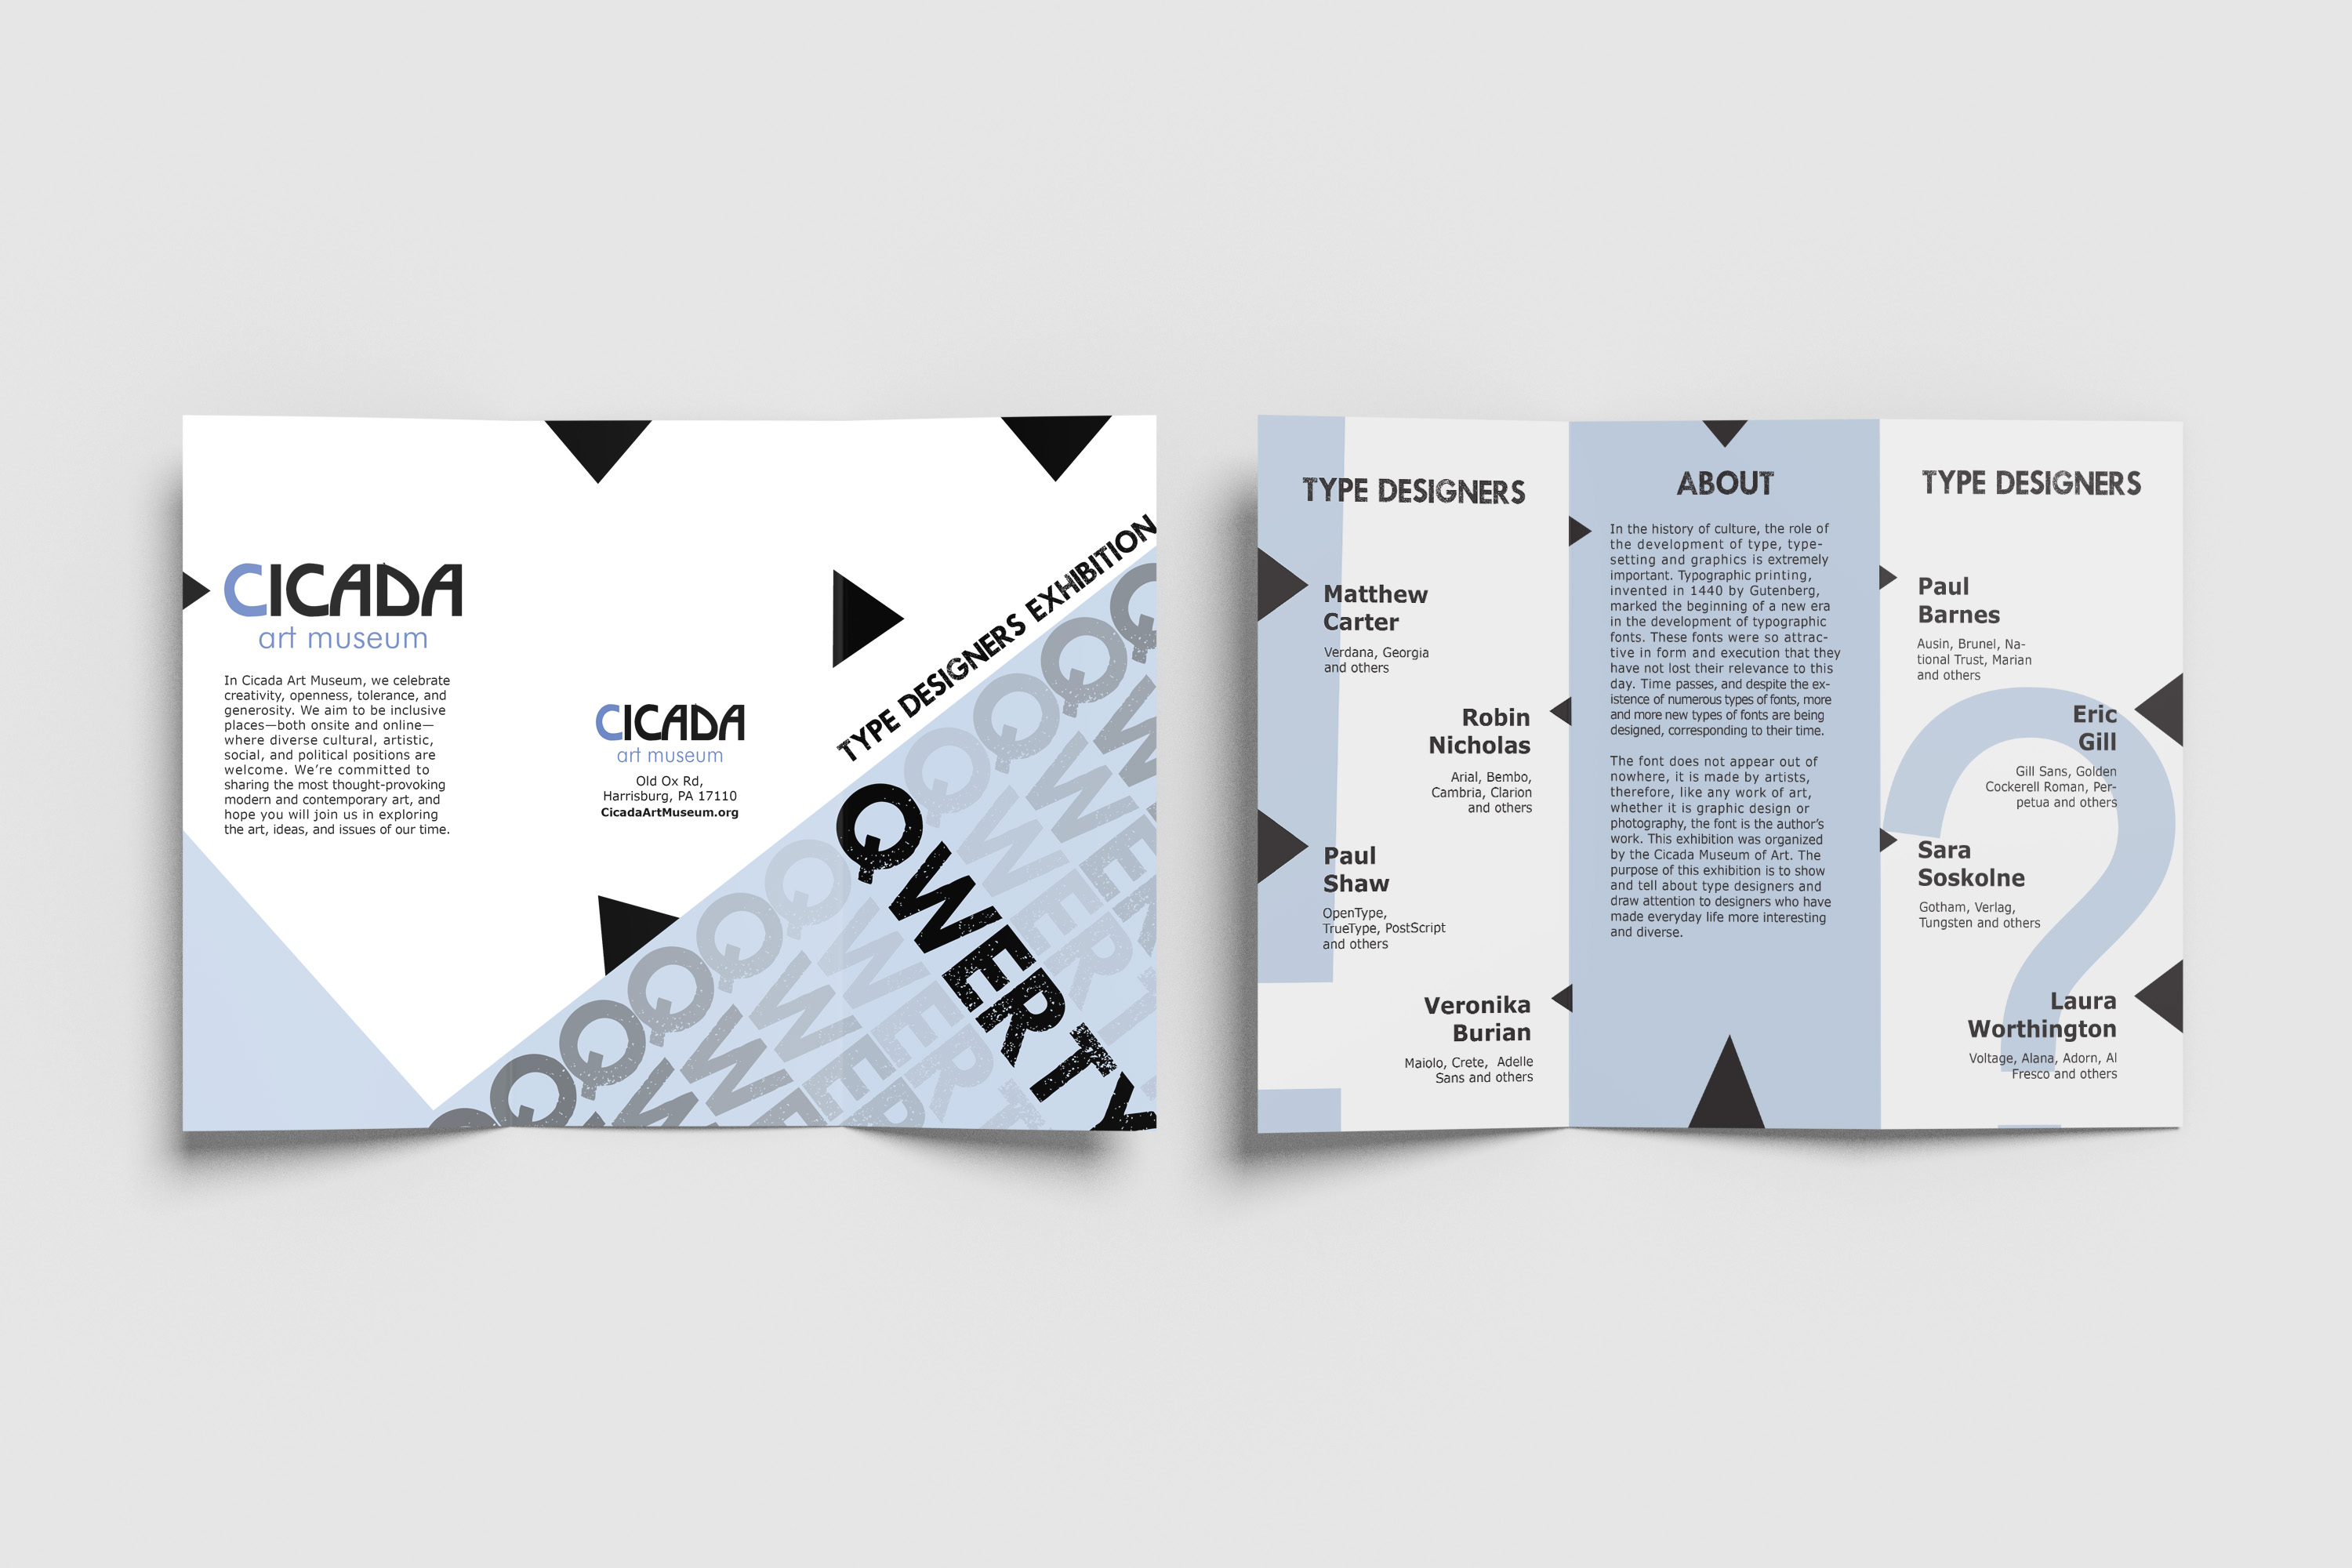 CICADA
art museum
In Cicada Art Museum, we celebrate
creativity, openness, tolerance, and
generosity. We aim to be inclusive
places—both onsite and online—
where diverse cultural, artistic,
social, and political positions are
welcome. We're committed to
sharing the most thought-provoking
modern and contemporary art, and
hope you will join us in exploring
the art, ideas, and issues of our time.
CICADA
art museum
Old Ox Rd,
Harrisburg, PA 17110
CicadaArtMuseum.org
TYPE DESIGNERS EXHIBITION
QWERTY
TYPE DESIGNERS
Matthew
Carter
Verdana, Georgia
and others
Robin
Nicholas
Arial, Bembo,
Cambria, Clarion
and others
Paul
Shaw
OpenType,
TrueType, PostScript
and others
Veronika
Burian
Maiolo, Crete, Adelle
Sans and others
ABOUT
In the history of culture, the role of
the development of type, type-
setting and graphics is extremely
important. Typographic printing,
invented in 1440 by Gutenberg,
marked the beginning of a new era
in the development of typographic
fonts. These fonts were so attrac-
tive in form and execution that they
have not lost their relevance to this
day. Time passes, and despite the ex-
istence of numerous types of fonts, more
and more new types of fonts are being
designed, corresponding to their time.
The font does not appear out of
nowhere, it is made by artists,
therefore, like any work of art,
whether it is graphic design or
photography, the font is the author's
work. This exhibition was organized
by the Cicada Museum of Art. The
purpose of this exhibition is to show
and tell about type designers and
draw attention to designers who have
made everyday life more interesting
and diverse.
TYPE DESIGNERS
Paul
Barnes
Ausin, Brunel, Na-
tional Trust, Marian
and others
Eric
Gill
Gill Sans, Golden
Cockerell Roman, Per-
petua and others
Sara
Soskolne
Gotham, Verlag,
Tungsten and others
Laura
Worthington
Voltage, Alana, Adorn, Al
Fresco and others
?